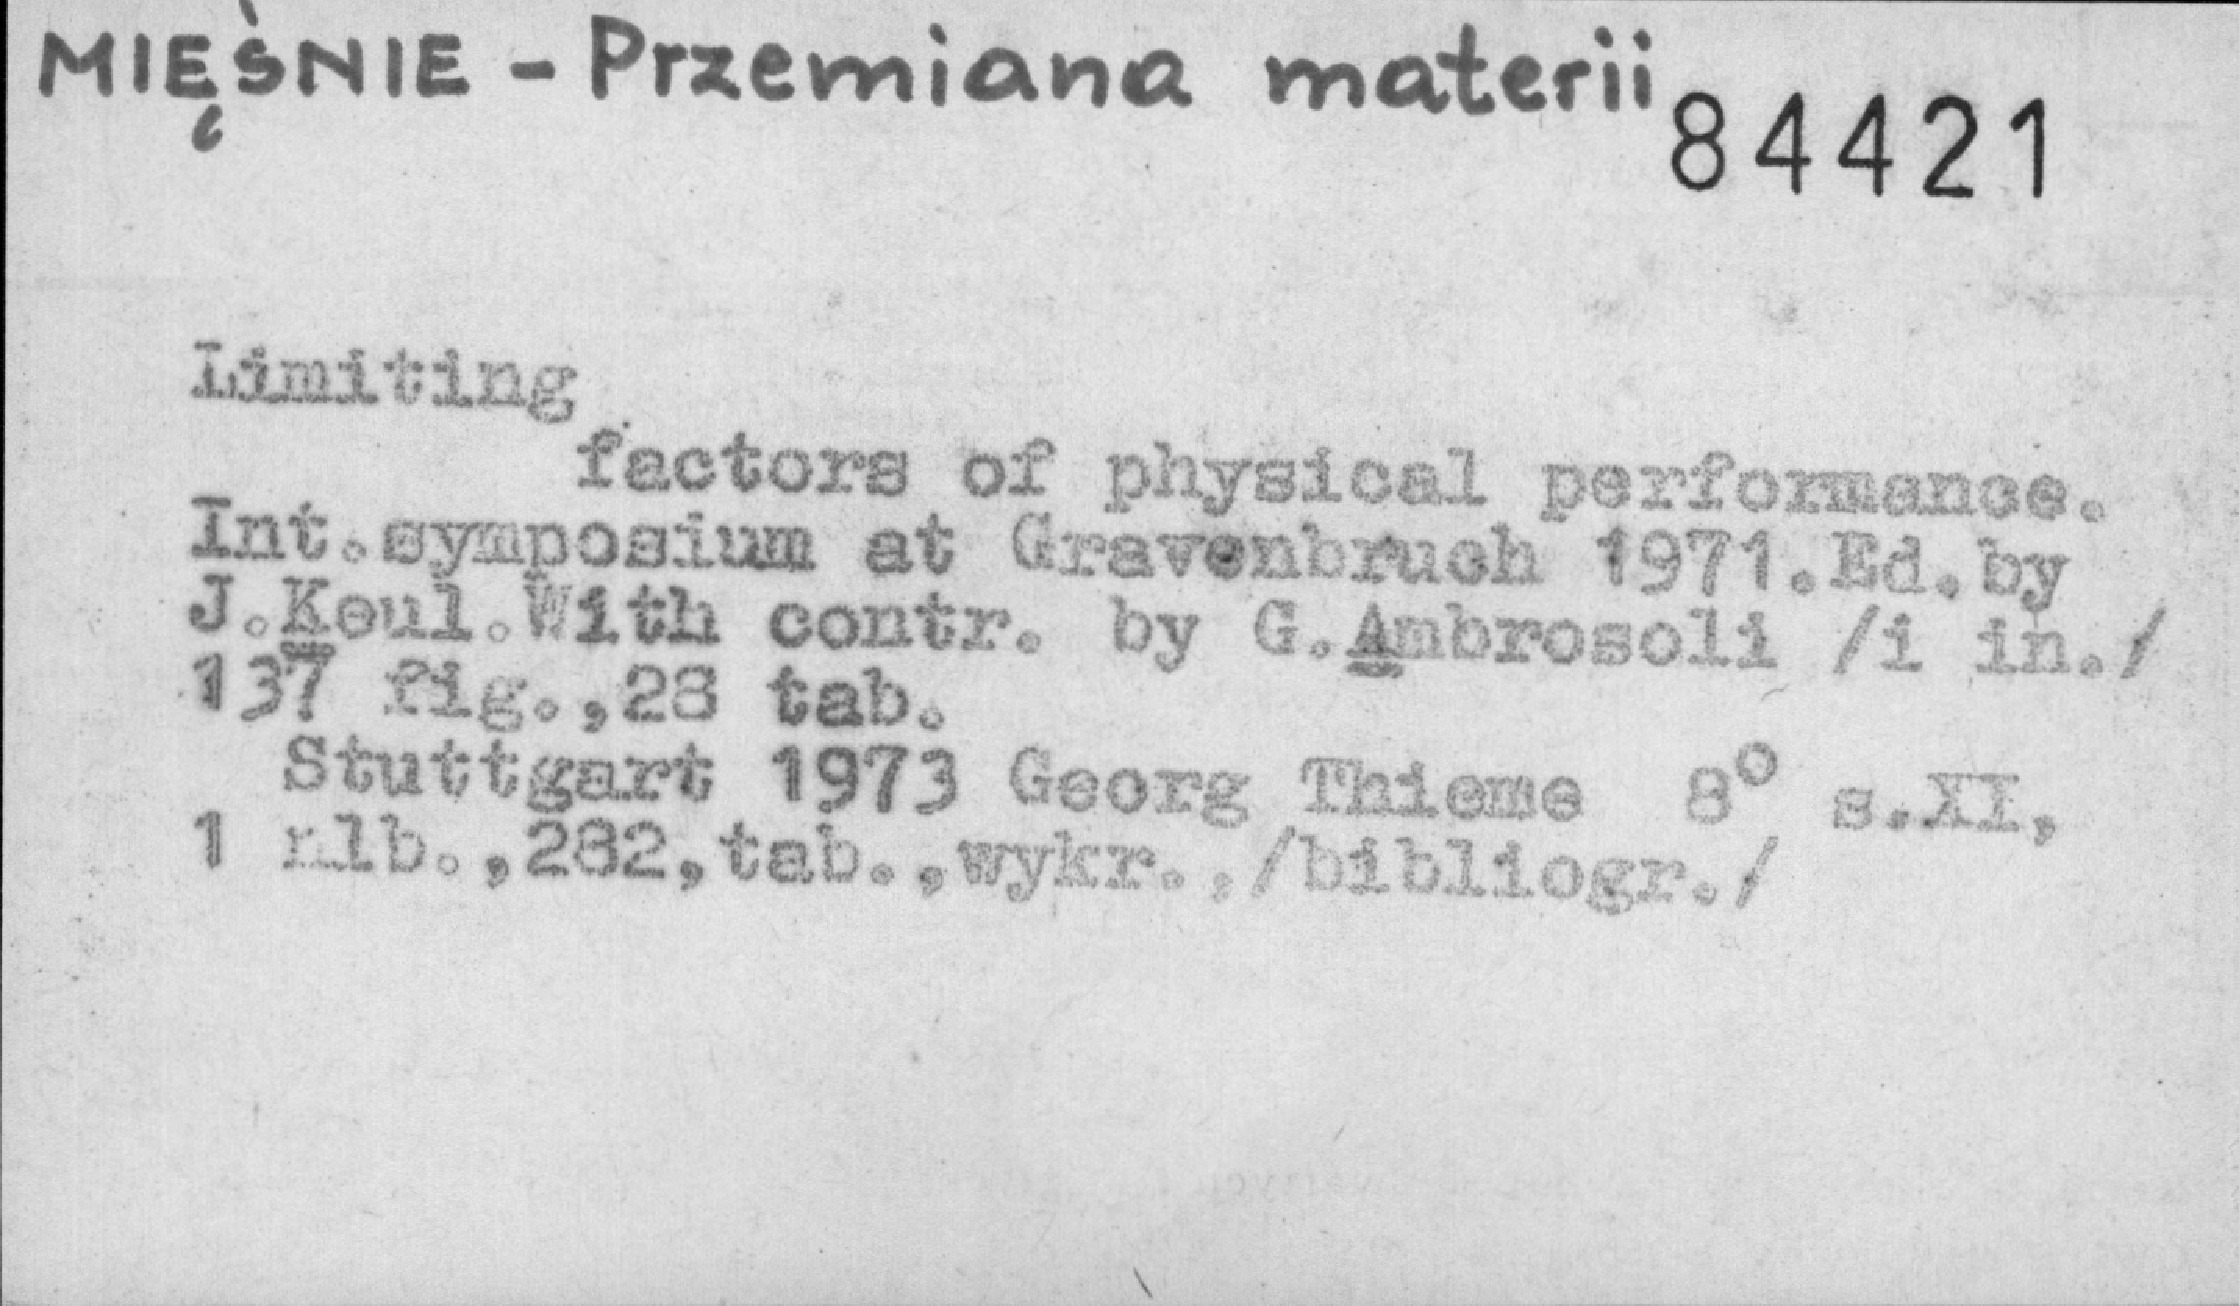 MIĘŚNIE - Przemiana materii
84421
Limiting
factors of physical performance.
Int.symposium at Gravenbruch 1971.Ed.by
J.Keul.With contr. by G.Ambrosoli /i in./
137 fig.,28 tab.
Stuttgart 1973 Georg Thieme 8° s.XI,
1 nlb.,282,tab.,wykr.,/bibliogr./